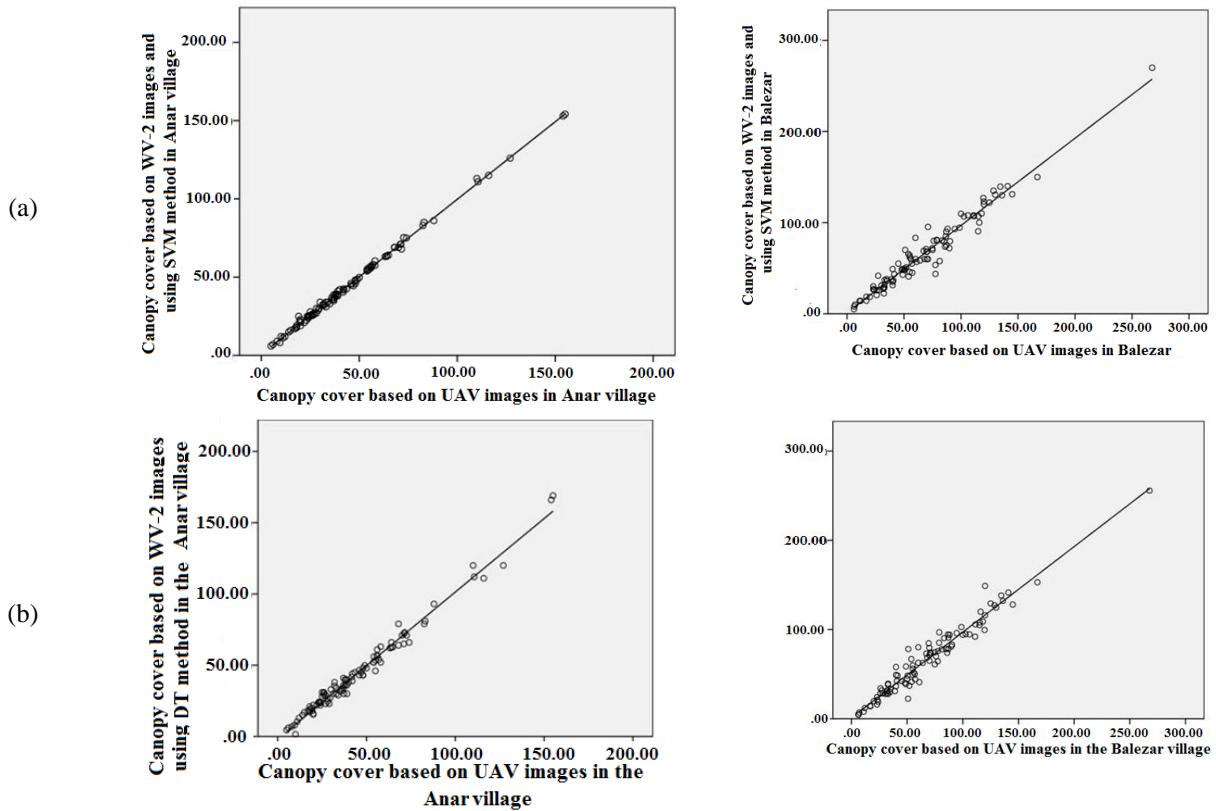 (a)
Canopy cover based on WV-2 images and
using SVM method in Anar village
200.00
150.00
100.00
50.00
.00
.00 50.00 100.00 150.00 200.00
Canopy cover based on UAV images in Anar village
Canopy cover based on WV-2 images and
using SVM method in Balezar
300.00
200.00
100.00
.00
.00 50.00 100.00 150.00 200.00 250.00 300.00
Canopy cover based on UAV images in Balezar
(b)
Canopy cover based on WV-2 images
using DT method in the Anar village
200.00
150.00
100.00
50.00
.00
.00 50.00 100.00 150.00 200.00
Canopy cover based on UAV images in the
Anar village
300.00
200.00
100.00
.00
.00 50.00 100.00 150.00 200.00 250.00 300.00
Canopy cover based on UAV images in the Balezar village